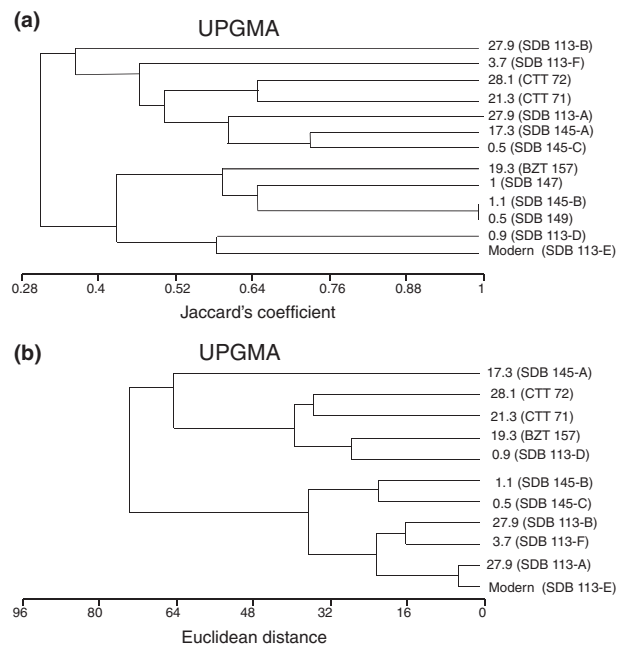 (a)
UPGMA
27.9 (SDB 113-B)
3.7 (SDB 113-F)
28.1 (CTT 72)
21.3 (CTT 71)
27.9 (SDB 113-A)
17.3 (SDB 145-A)
0.5 (SDB 145-C)
19.3 (BZT 157)
1 (SDB 147)
1.1 (SDB 145-B)
0.5 (SDB 149)
0.9 (SDB 113-D)
Modern (SDB 113-E)
0.28 0.4 0.52 0.64 0.76 0.88 1
Jaccard's coefficient
(b)
UPGMA
17.3 (SDB 145-A)
28.1 (CTT 72)
21.3 (CTT 71)
19.3 (BZT 157)
0.9 (SDB 113-D)
1.1 (SDB 145-B)
0.5 (SDB 145-C)
27.9 (SDB 113-B)
3.7 (SDB 113-F)
27.9 (SDB 113-A)
Modern (SDB 113-E)
96 80 64 48 32 16 0
Euclidean distance